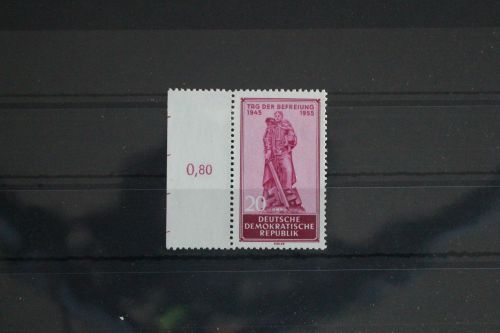 0,80
TAG DER BEFREIUNG
1945 1955
20
DEUTSCHE
DEMOKRATISCHE
REPUBLIK